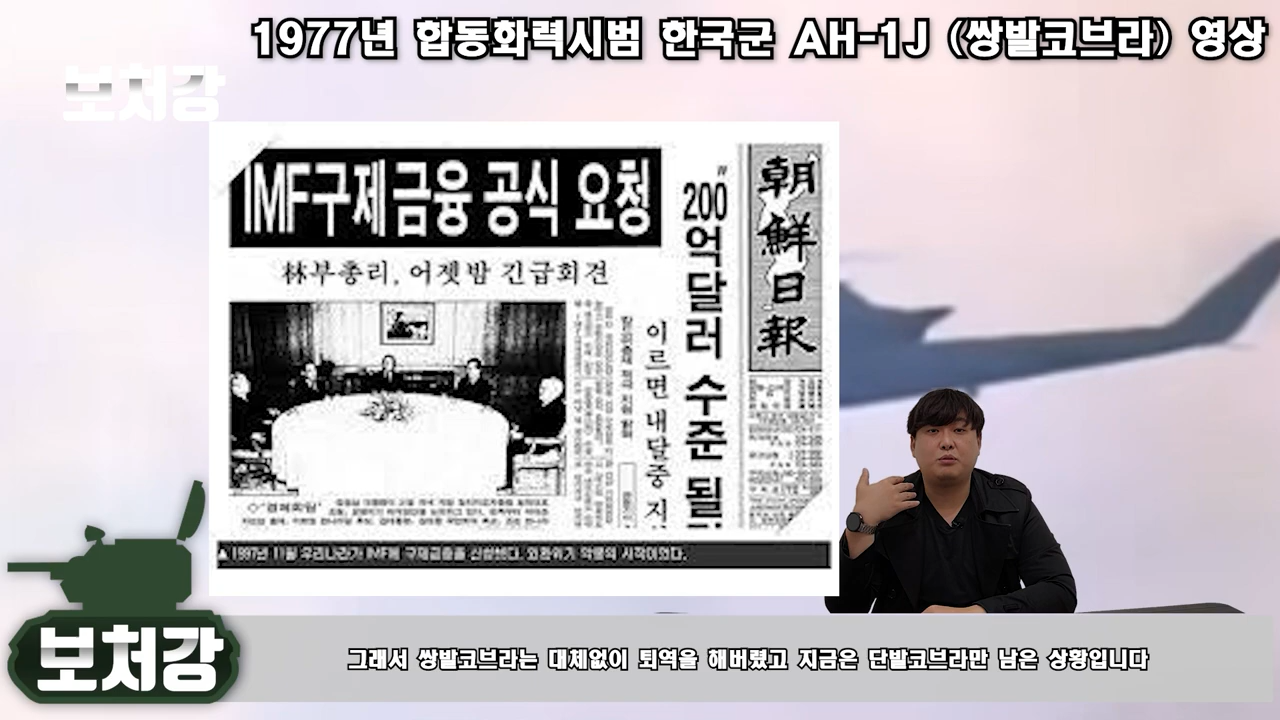 1977년 합동화력시범 한국군 AH-1J (쌍발코브라) 영상
보처강
IMF구제금융 공식 요청
林부총리, 어젯밤 긴급회견
이르면 내달중 지
"200억달러 수준 될
朝鮮日報
▲ 1997년 11월 우리나라가 IMF에 구제금융을 신청했다. 외환위기 악몽의 시작이었다.
보처강
그래서 쌍발코브라는 대체없이 퇴역을 해버렸고 지금은 단발코브라만 남은 상황입니다